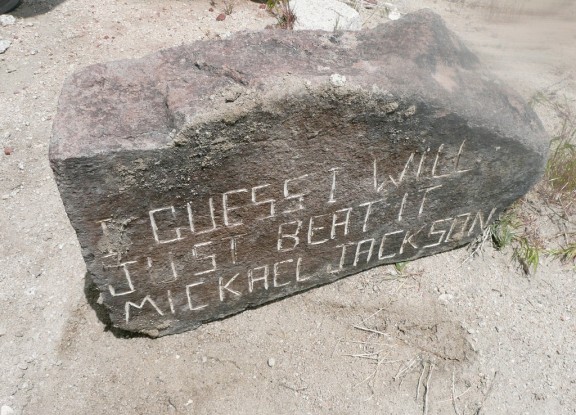 I GUESS I WILL
JUST BEAT IT
MICKAEL JACKSON